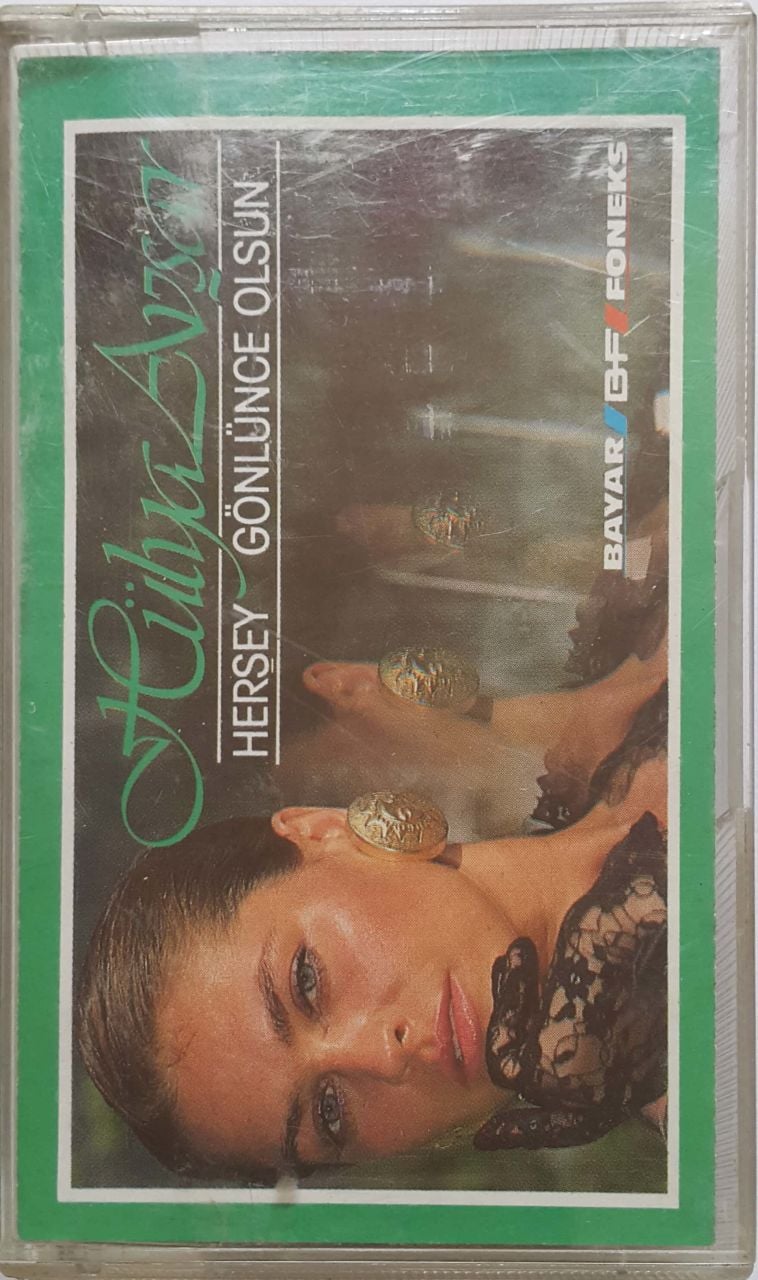 Hülya Avşar
HERŞEY GÖNLÜNCE OLSUN
BAYAR BF FONEKS